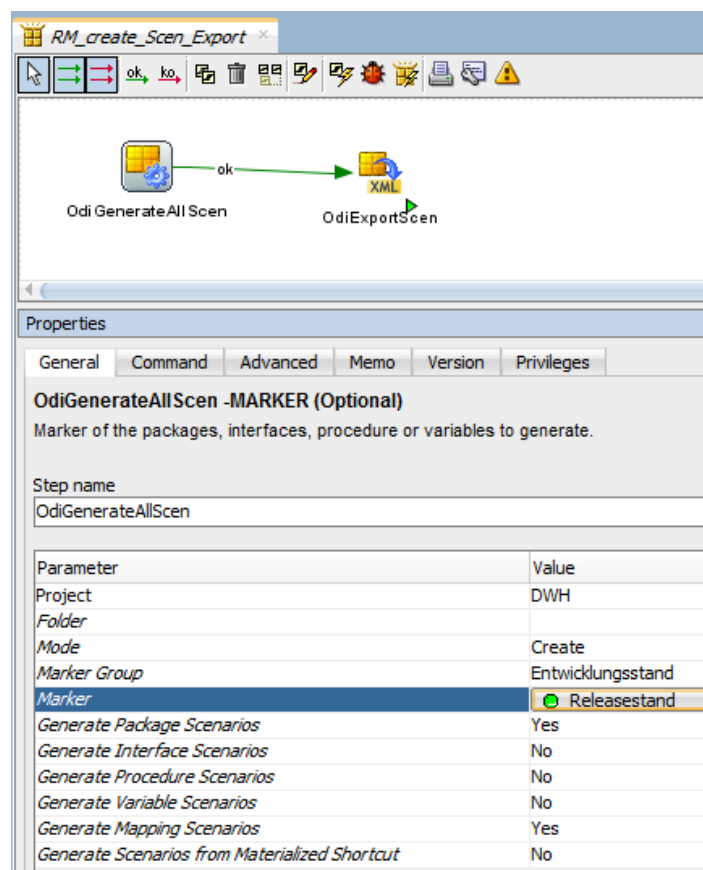 RM_create_Scen_Export
ok ko
ok
XML
Odi GenerateAll Scen
OdiExportScen
Properties
General Command Advanced Memo Version Privileges
OdiGenerateAllScen -MARKER (Optional)
Marker of the packages, interfaces, procedure or variables to generate.
Step name
OdiGenerateAllScen
Parameter Value
Project DWH
Folder
Mode Create
Marker Group Entwicklungsstand
Marker Releasestand
Generate Package Scenarios Yes
Generate Interface Scenarios No
Generate Procedure Scenarios No
Generate Variable Scenarios No
Generate Mapping Scenarios Yes
Generate Scenarios from Materialized Shortcut No